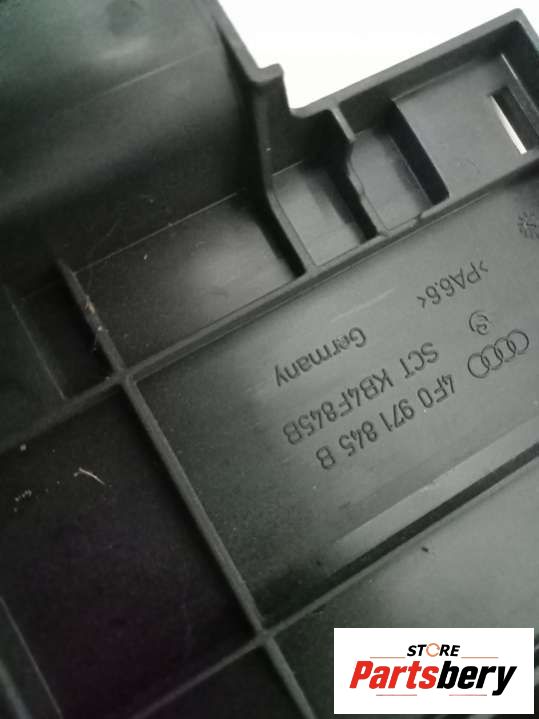 4F0 971 845 B
SCT KB4F845B
Germany
>PA6.6<
STORE
Partsbery